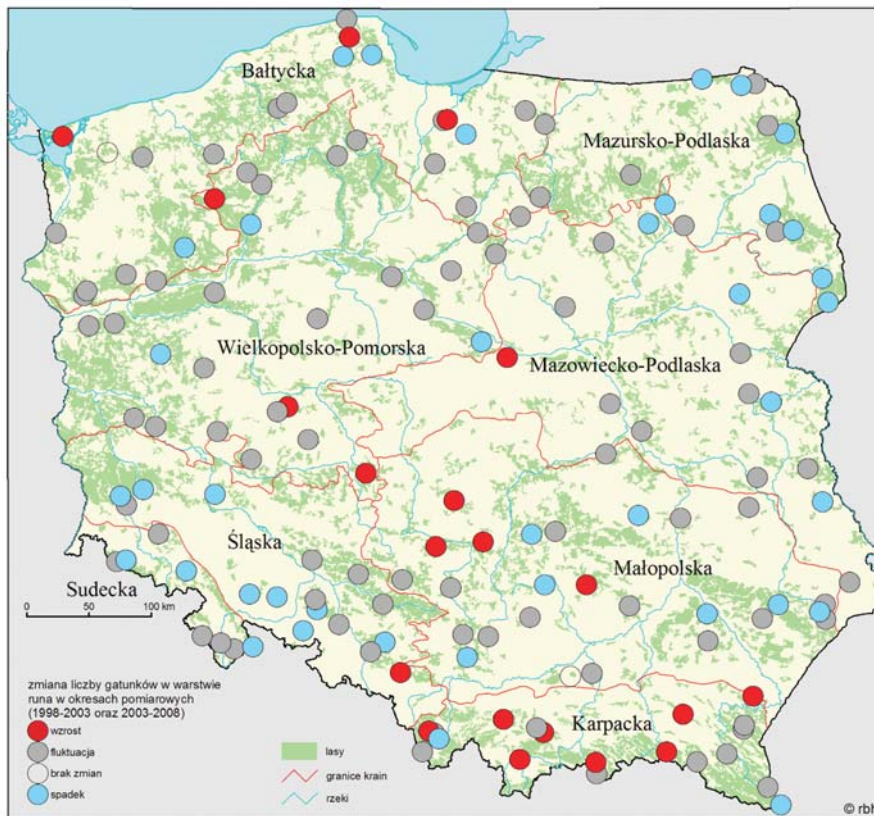 Bałtycka
Mazursko-Podlaska
Wielkopolsko-Pomorska
Mazowiecko-Podlaska
Śląska
Małopolska
Sudecka
0 50 100 km
Karpacka
zmiana liczby gatunków w warstwie
runa w okresach pomiarowych
(1998-2003 oraz 2003-2008)
wzrost
fluktuacja
brak zmian
spadek
lasy
granice krain
rzeki